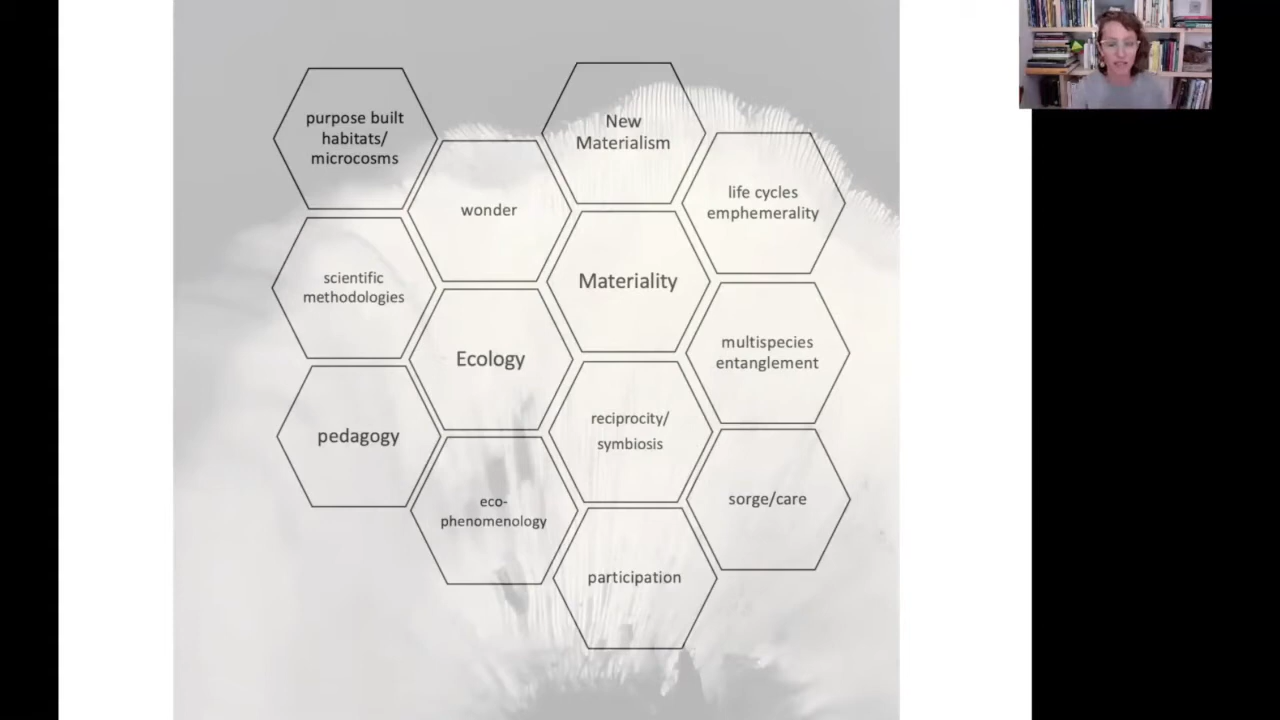 purpose built
habitats/
microcosms
New
Materialism
wonder
life cycles
emphemerality
scientific
methodologies
Materiality
Ecology
multispecies
entanglement
pedagogy
reciprocity/
symbiosis
eco-
phenomenology
sorge/care
participation